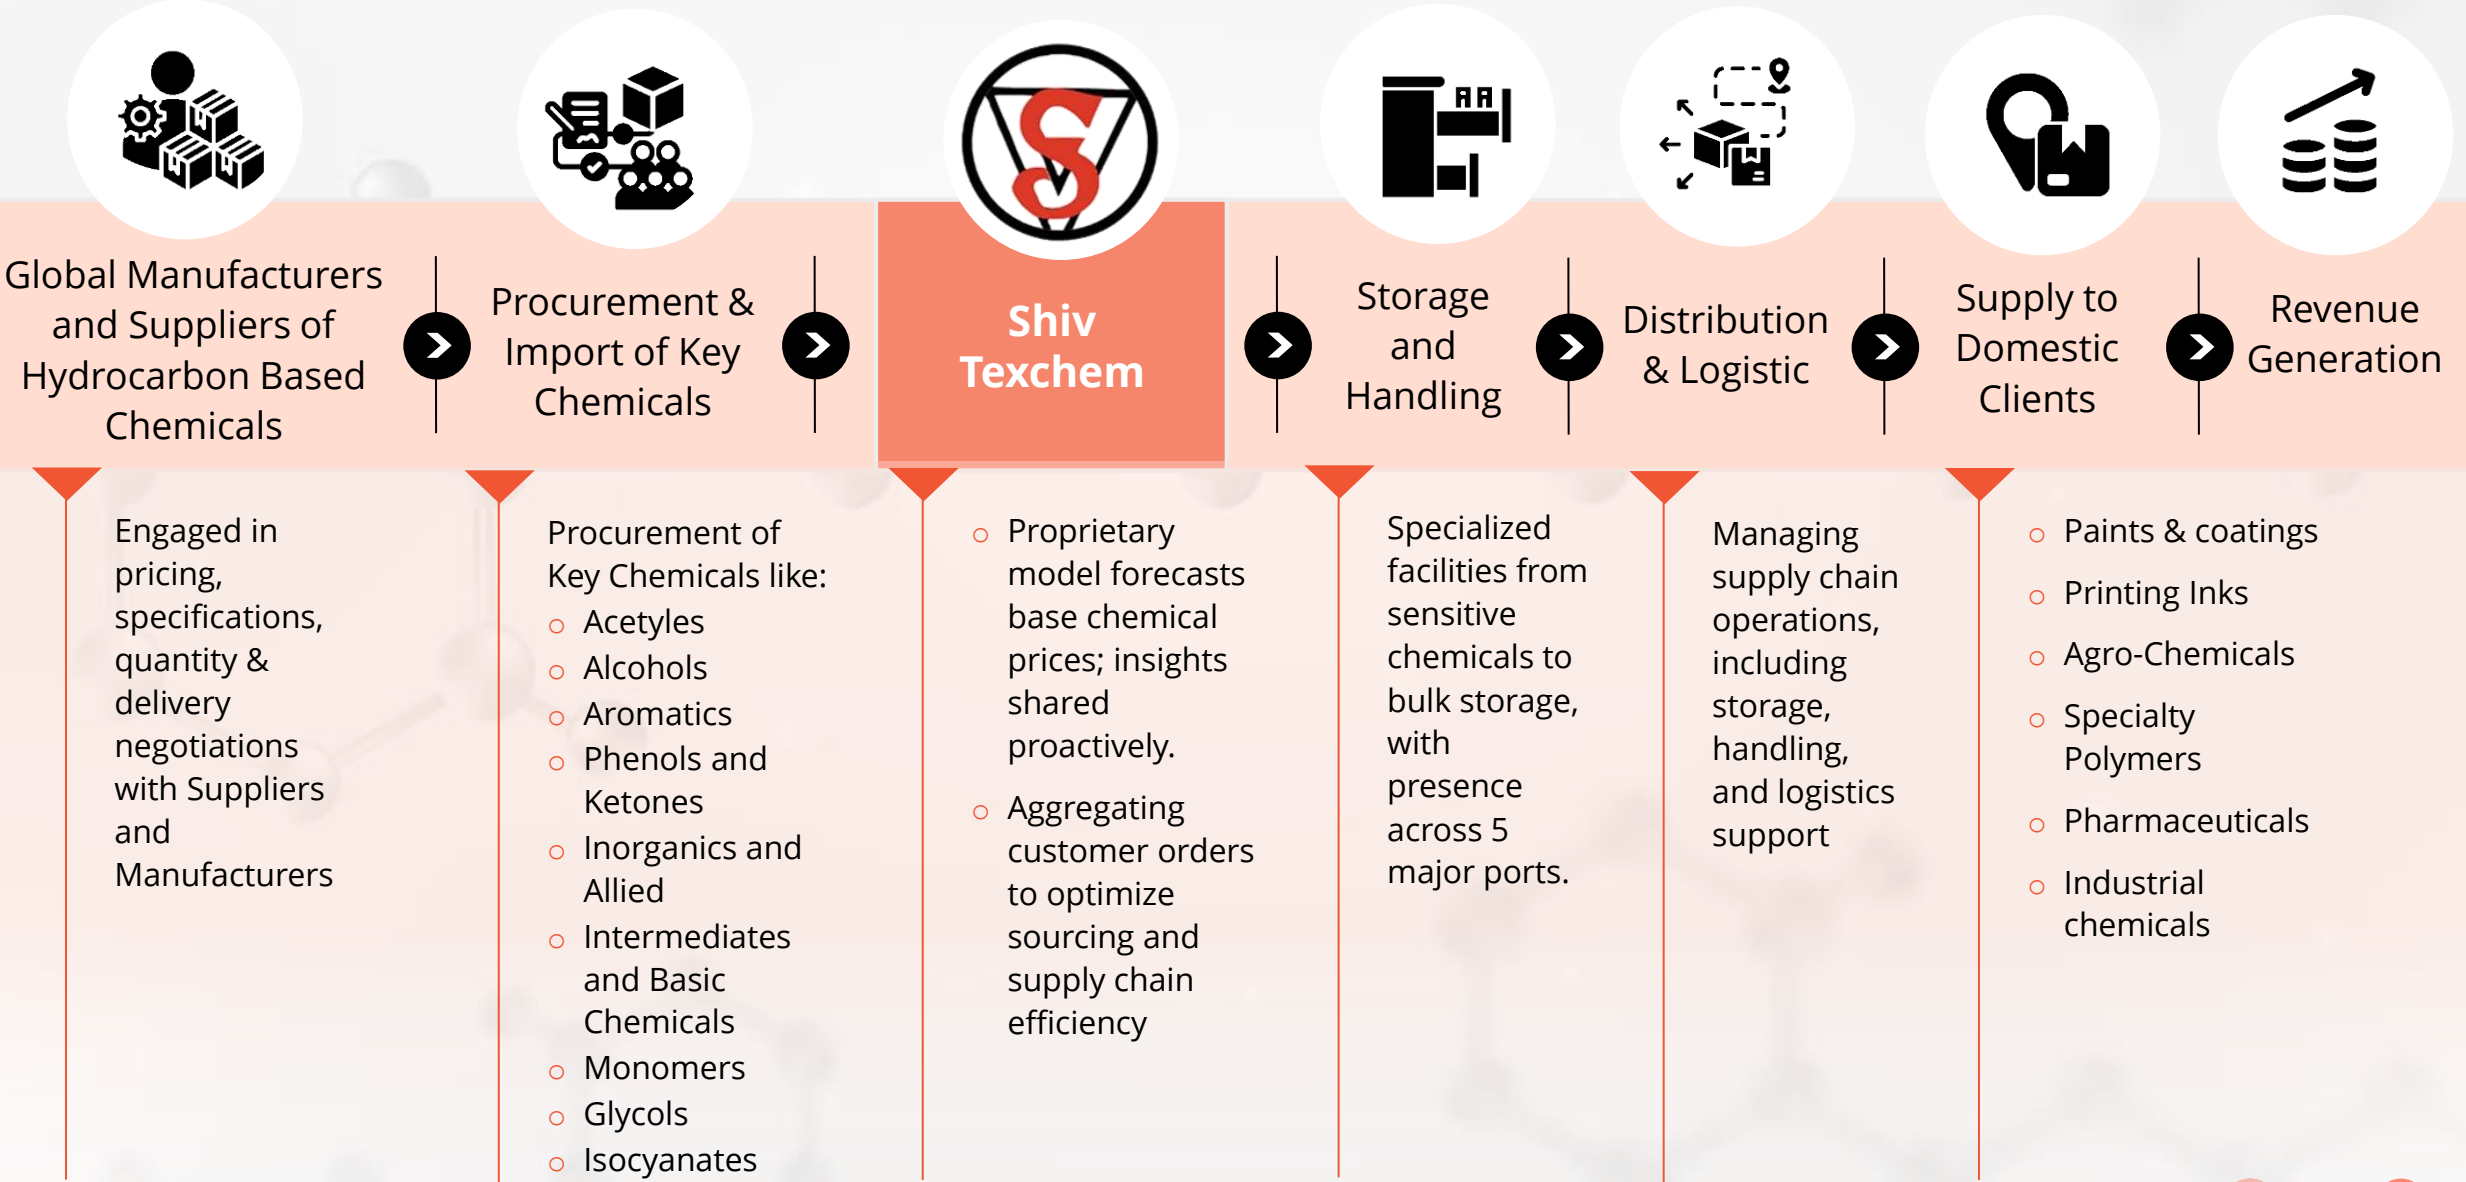 Global Manufacturers
and Suppliers of
Hydrocarbon Based
Chemicals
Procurement &
Import of Key
Chemicals
S
Shiv
Texchem
Storage
and
Handling
Distribution
& Logistic
Supply to
Domestic
Clients
Revenue
Generation
Engaged in
pricing,
specifications,
quantity &
delivery
negotiations
with Suppliers
and
Manufacturers
Procurement of
Key Chemicals like:
Acetyles
Alcohols
Aromatics
Phenols and
Ketones
Inorganics and
Allied
Intermediates
and Basic
Chemicals
Monomers
Glycols
Isocyanates
Proprietary
model forecasts
base chemical
prices; insights
shared
proactively.
Aggregating
customer orders
to optimize
sourcing and
supply chain
efficiency
Specialized
facilities from
sensitive
chemicals to
bulk storage,
with
presence
across 5
major ports.
Managing
supply chain
operations,
including
storage,
handling,
and logistics
support
Paints & coatings
Printing Inks
Agro-Chemicals
Specialty
Polymers
Pharmaceuticals
Industrial
chemicals